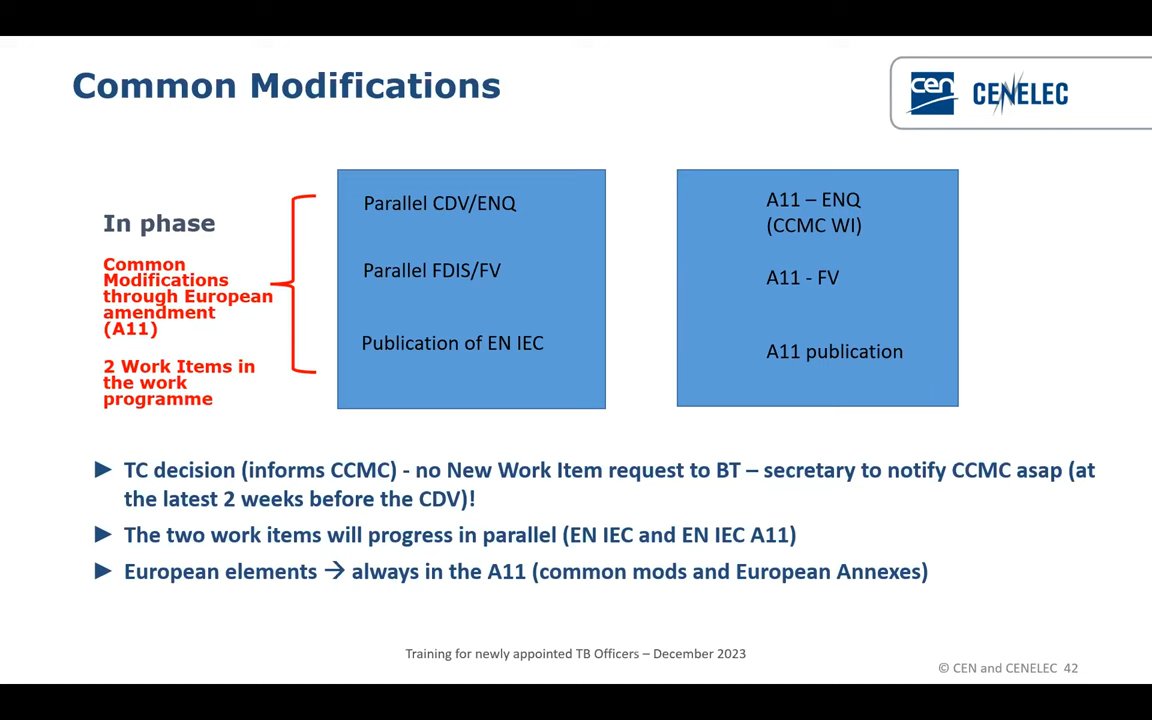 Common Modifications
cen
CENELEC
In phase
Common
Modifications
through European
amendment
(A11)
2 Work Items in
the work
programme
Parallel CDV/ENQ
Parallel FDIS/FV
Publication of EN IEC
A11 – ENQ
(CCMC WI)
A11 - FV
A11 publication
► TC decision (informs CCMC) - no New Work Item request to BT – secretary to notify CCMC asap (at
the latest 2 weeks before the CDV)!
► The two work items will progress in parallel (EN IEC and EN IEC A11)
► European elements → always in the A11 (common mods and European Annexes)
Training for newly appointed TB Officers – December 2023
© CEN and CENELEC 42